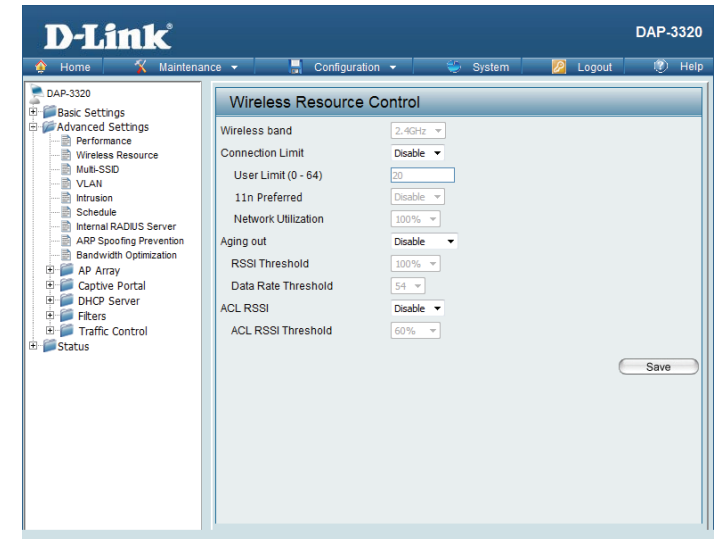 D-Link®
DAP-3320
Home Maintenance Configuration System Logout Help
DAP-3320
Basic Settings
Advanced Settings
Performance
Wireless Resource
Multi-SSID
VLAN
Intrusion
Schedule
Internal RADIUS Server
ARP Spoofing Prevention
Bandwidth Optimization
AP Array
Captive Portal
DHCP Server
Filters
Traffic Control
Status
Wireless Resource Control
Wireless band 2.4GHz
Connection Limit Disable
User Limit (0 - 64) 20
11n Preferred Disable
Network Utilization 100%
Aging out Disable
RSSI Threshold 100%
Data Rate Threshold 54
ACL RSSI Disable
ACL RSSI Threshold 60%
Save